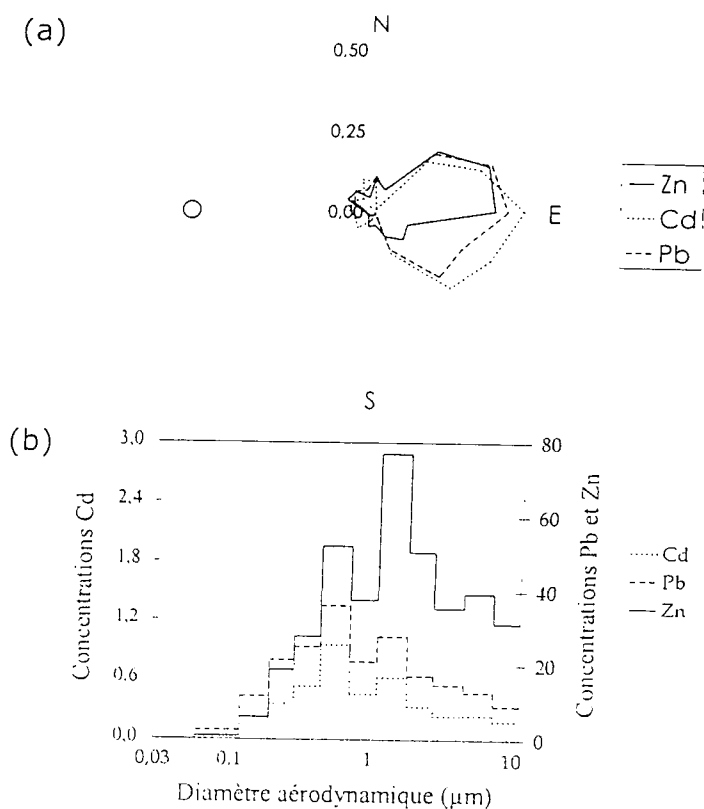 (a)
N
0.50
0.25
0.00
E
S
Zn
Cd
Pb
(b)
3.0
2.4
1.8
1.2
0.6
0.0
Concentrations Cd
80
60
40
20
0
Concentrations Pb et Zn
Cd
Pb
Zn
0,03
0.1
1
10
Diamètre aérodynamique (µm)